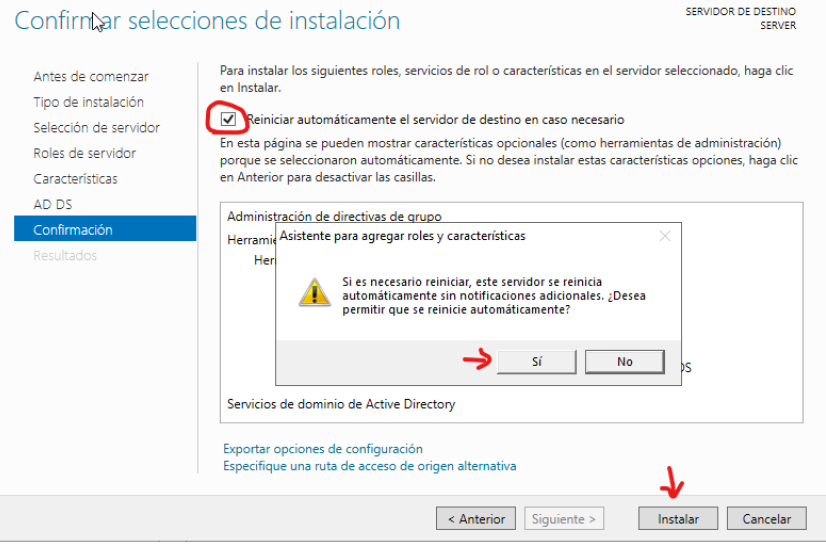 Confirmar selecciones de instalación
SERVIDOR DE DESTINO
SERVER
Antes de comenzar
Tipo de instalación
Selección de servidor
Roles de servidor
Características
AD DS
Confirmación
Resultados
Para instalar los siguientes roles, servicios de rol o características en el servidor seleccionado, haga clic
en Instalar.
Reiniciar automáticamente el servidor de destino en caso necesario
En esta página se pueden mostrar características opcionales (como herramientas de administración)
porque se seleccionaron automáticamente. Si no desea instalar estas características opciones, haga clic
en Anterior para desactivar las casillas.
Administración de directivas de grupo
Asistente para agregar roles y características
Si es necesario reiniciar, este servidor se reinicia
automáticamente sin notificaciones adicionales. ¿Desea
permitir que se reinicie automáticamente?
Sí No
Servicios de dominio de Active Directory
Exportar opciones de configuración
Especifique una ruta de acceso de origen alternativa
< Anterior Siguiente > Instalar Cancelar